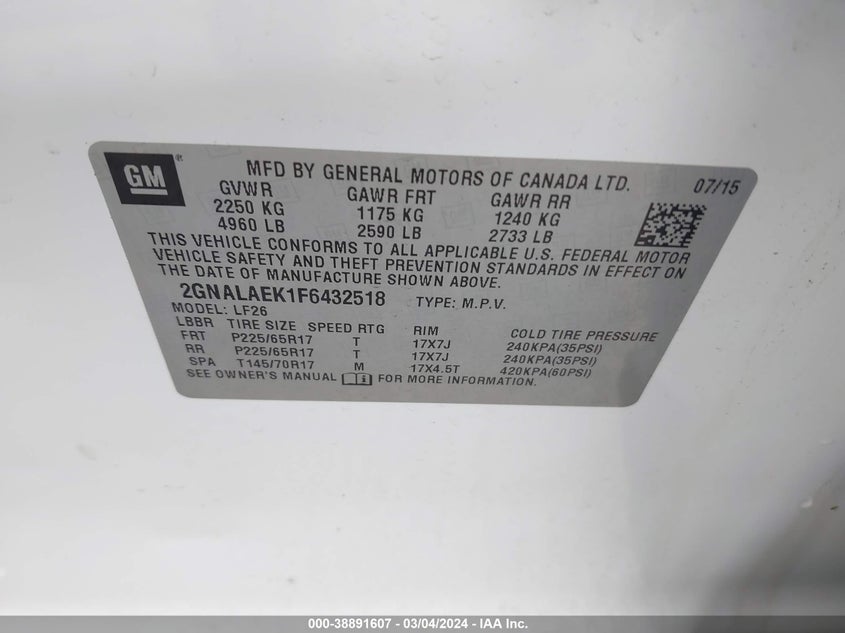 GM ® MFD BY GENERAL MOTORS OF CANADA LTD. 07/15
GVWR GAWR FRT GAWR RR
2250 KG 1175 KG 1240 KG
4960 LB 2590 LB 2733 LB
THIS VEHICLE CONFORMS TO ALL APPLICABLE U.S. FEDERAL MOTOR
VEHICLE SAFETY AND THEFT PREVENTION STANDARDS IN EFFECT ON
THE DATE OF MANUFACTURE SHOWN ABOVE.
2GNALAEK1F6432518 TYPE: M.P.V.
MODEL: LF26
LBBR TIRE SIZE SPEED RTG RIM COLD TIRE PRESSURE
FRT P225/65R17 T 17X7J 240KPA(35PSI)
RR P225/65R17 T 17X7J 240KPA(35PSI)
SPA T145/70R17 M 17X4.5T 420KPA(60PSI)
SEE OWNER'S MANUAL i FOR MORE INFORMATION.
000-38891607 - 03/04/2024 - IAA Inc.